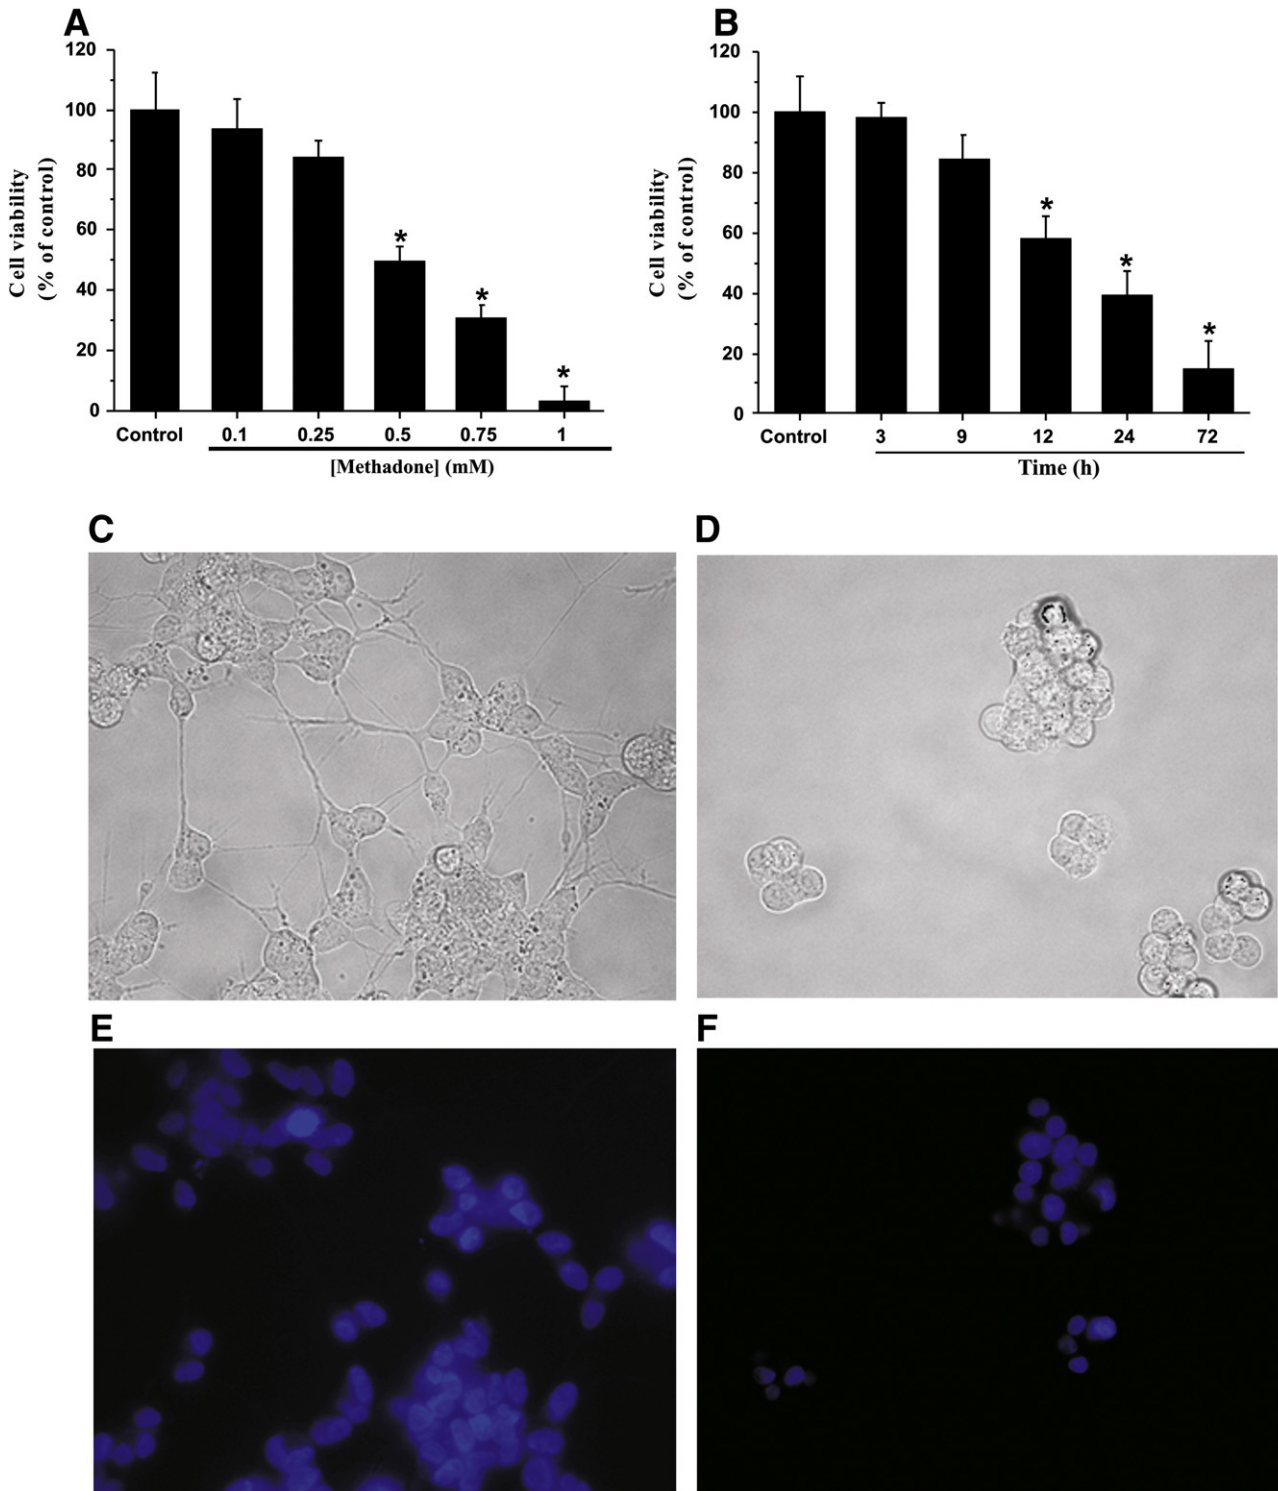 A
120
100
80
60
40
20
0
Cell viability
(% of control)
*
*
*
Control 0.1 0.25 0.5 0.75 1
[Methadone] (mM)
B
120
100
80
60
40
20
0
Cell viability
(% of control)
*
*
*
Control 3 9 12 24 72
Time (h)
C
D
E
F